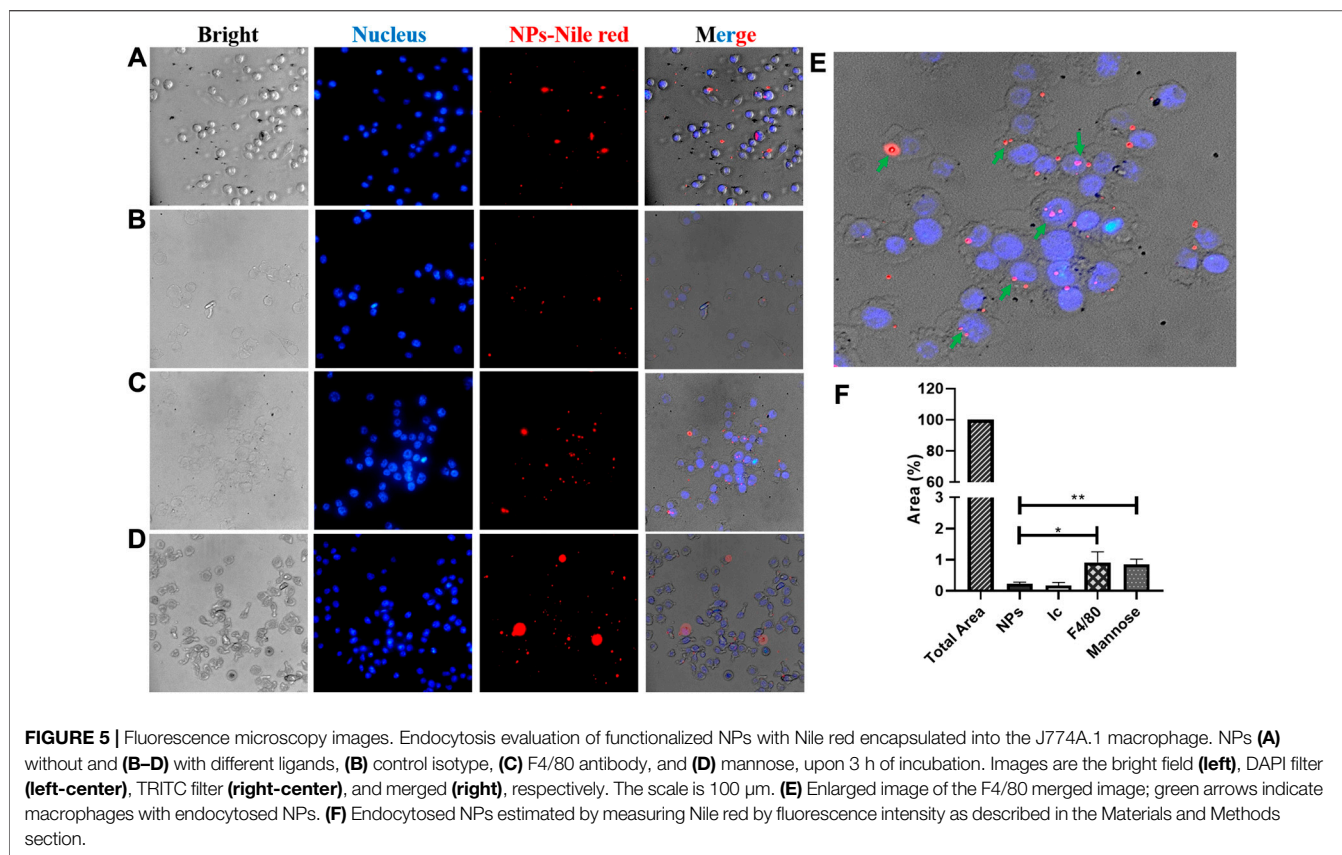 Bright Nucleus NPs-Nile red Merge
A
B
C
D
E
F
120
100
80
60
3
2
1
0
Area (%)
**
*
Total Area
NPs
Ic
F4/80
Mannose
FIGURE 5 | Fluorescence microscopy images. Endocytosis evaluation of functionalized NPs with Nile red encapsulated into the J774A.1 macrophage. NPs (A)
without and (B–D) with different ligands, (B) control isotype, (C) F4/80 antibody, and (D) mannose, upon 3 h of incubation. Images are the bright field (left), DAPI filter
(left-center), TRITC filter (right-center), and merged (right), respectively. The scale is 100 μm. (E) Enlarged image of the F4/80 merged image; green arrows indicate
macrophages with endocytosed NPs. (F) Endocytosed NPs estimated by measuring Nile red by fluorescence intensity as described in the Materials and Methods
section.